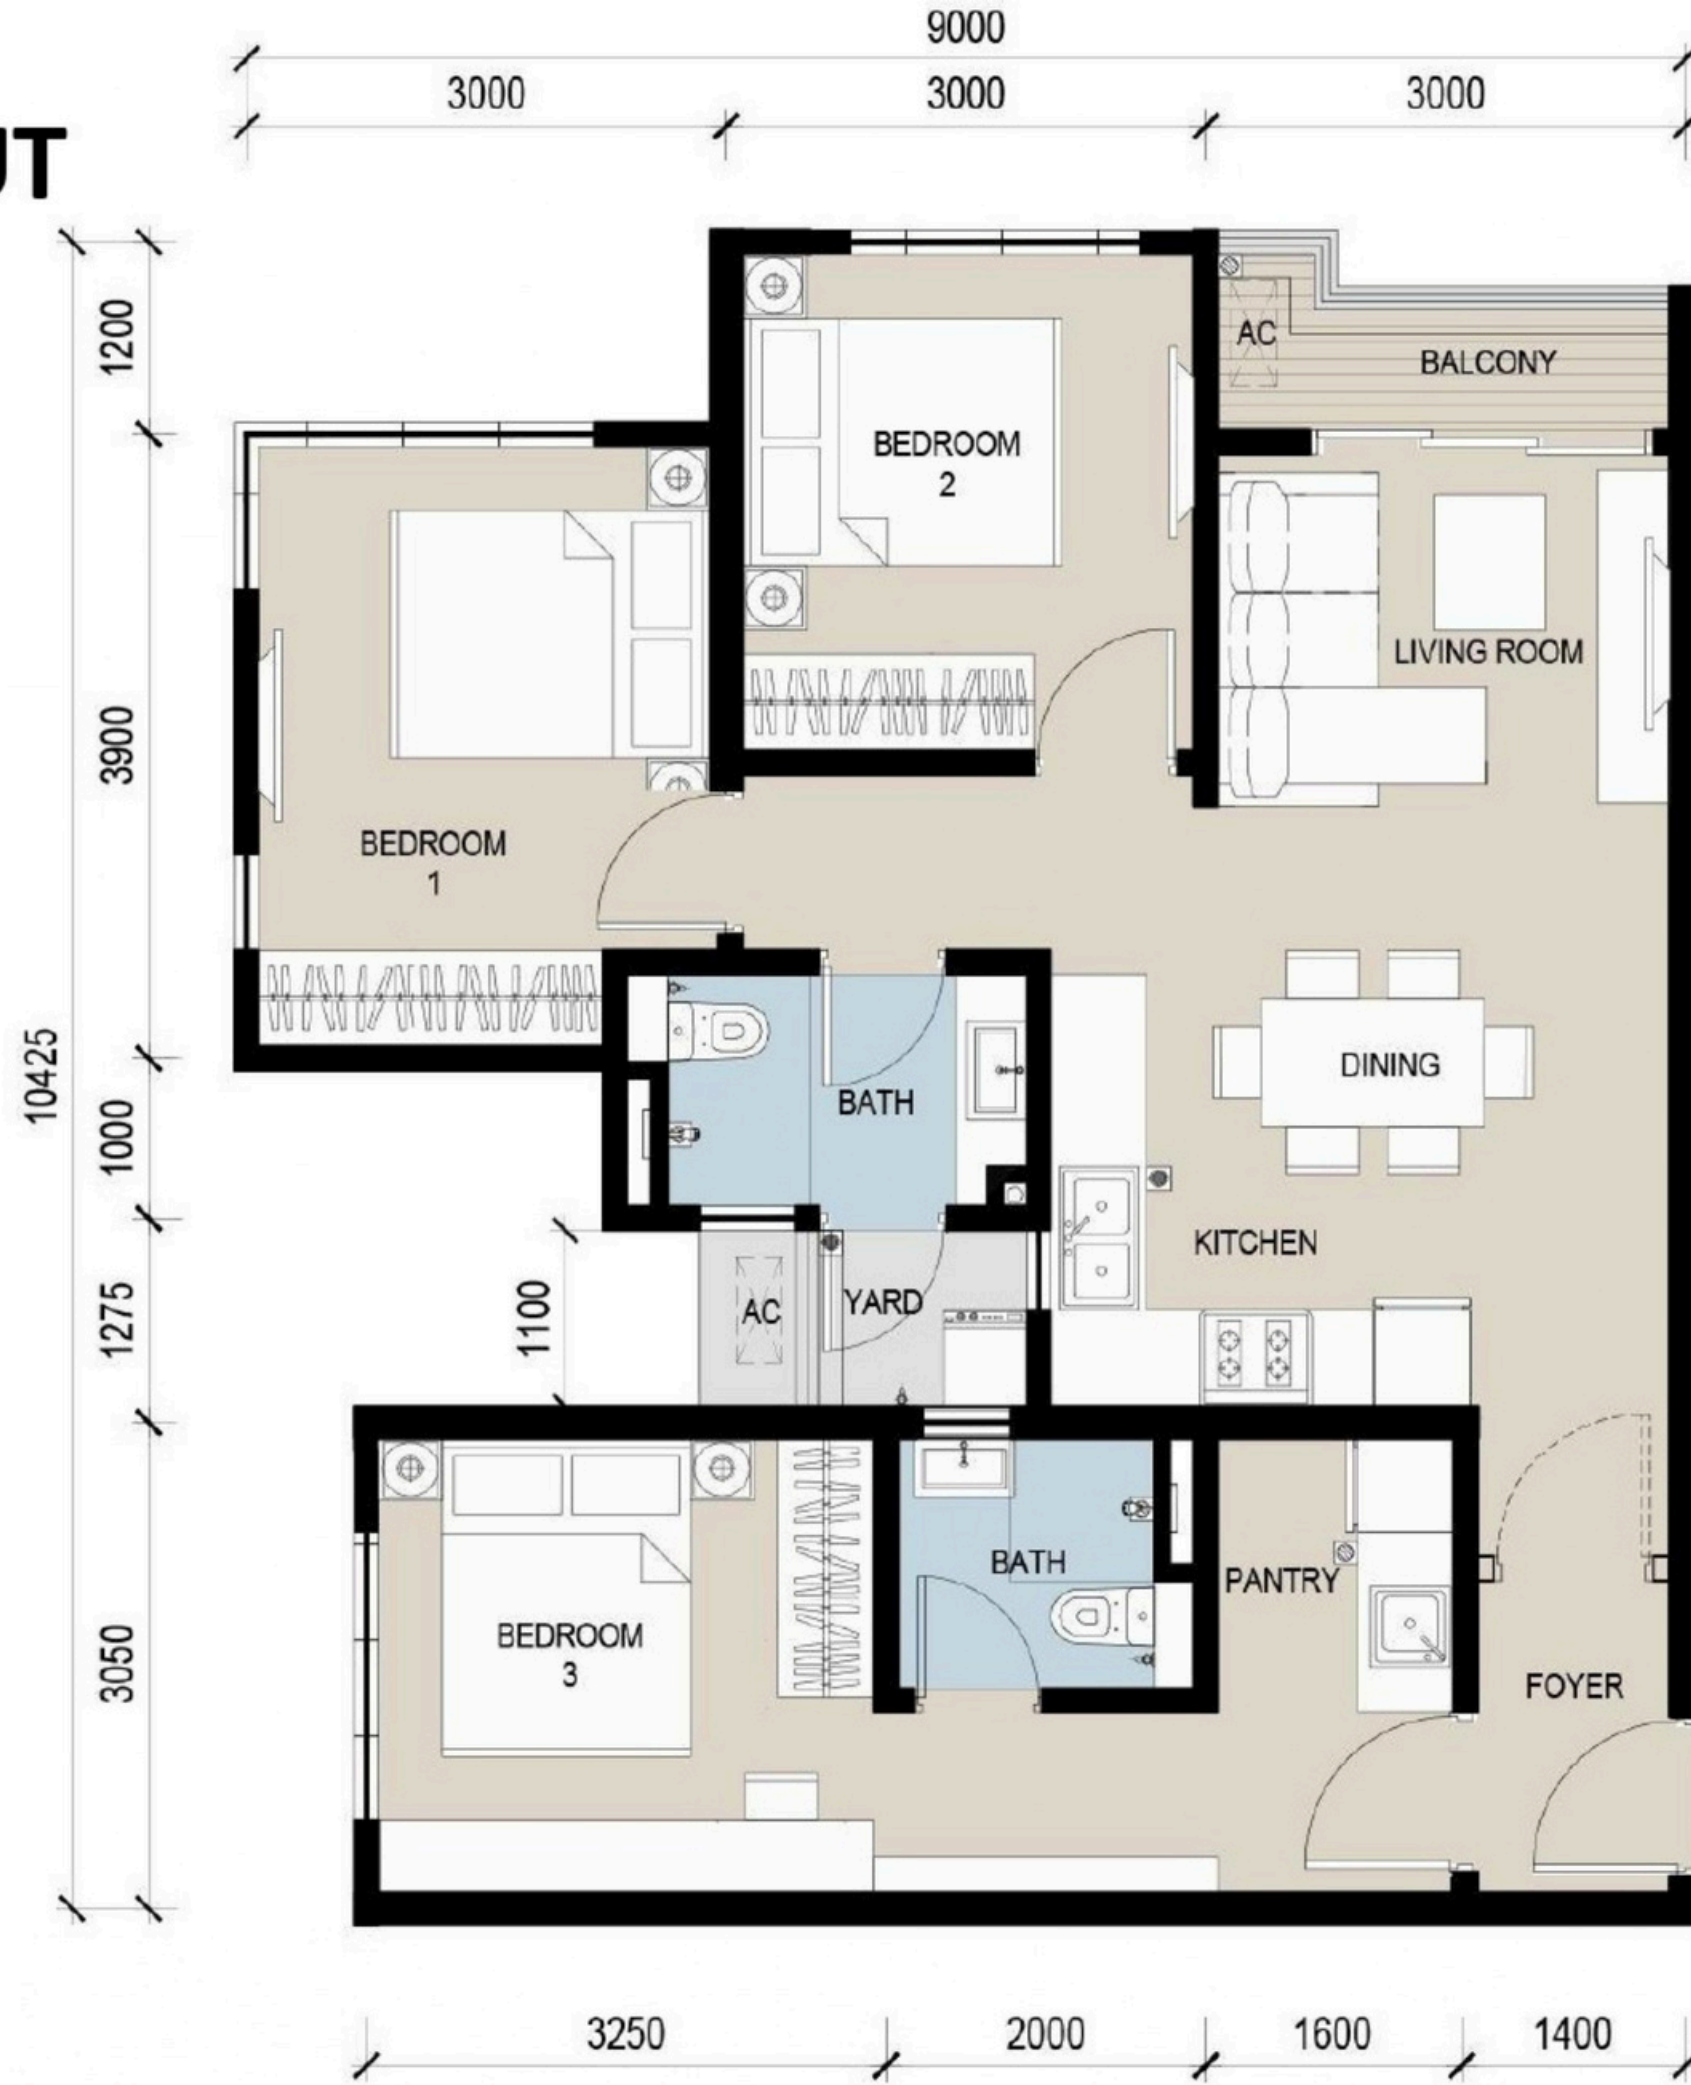 9000
3000 3000 3000
UT
1200
AC
BALCONY
BEDROOM
2
LIVING ROOM
3900
BEDROOM
1
10425
DINING
1000
BATH
KITCHEN
1275
1100
AC
YARD
BATH
PANTRY
3050
BEDROOM
3
FOYER
3250 2000 1600 1400